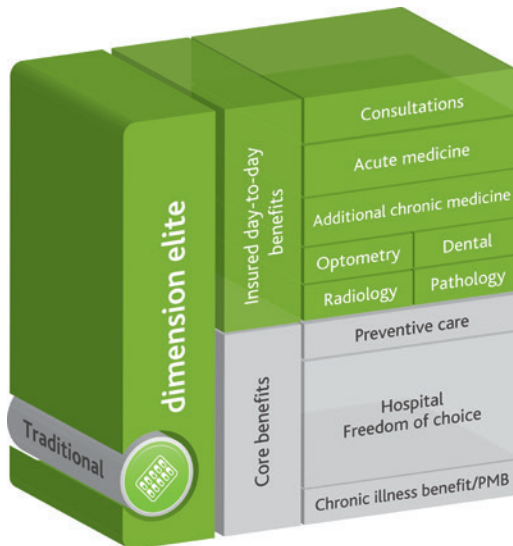 dimension elite
Traditional
Insured day-to-day
benefits
Consultations
Acute medicine
Additional chronic medicine
Optometry
Dental
Radiology
Pathology
Core benefits
Preventive care
Hospital
Freedom of choice
Chronic illness benefit/PMB